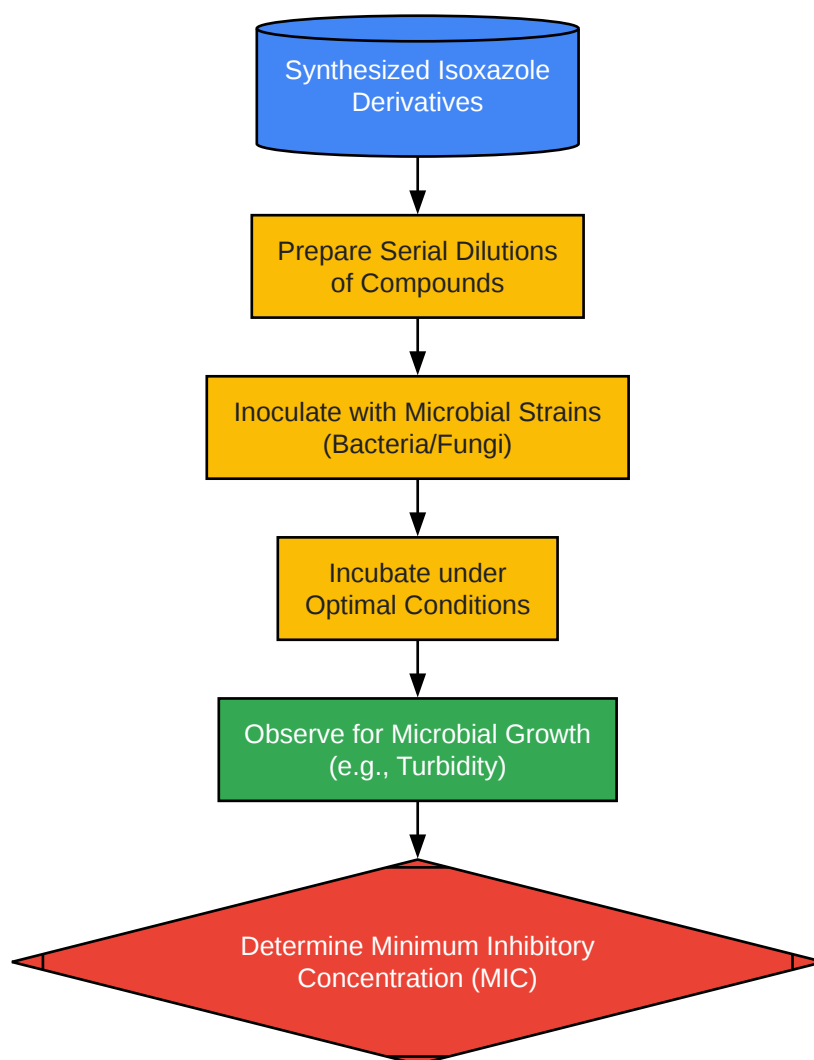 Synthesized Isoxazole
Derivatives
Prepare Serial Dilutions
of Compounds
Inoculate with Microbial Strains
(Bacteria/Fungi)
Incubate under
Optimal Conditions
Observe for Microbial Growth
(e.g., Turbidity)
Determine Minimum Inhibitory
Concentration (MIC)